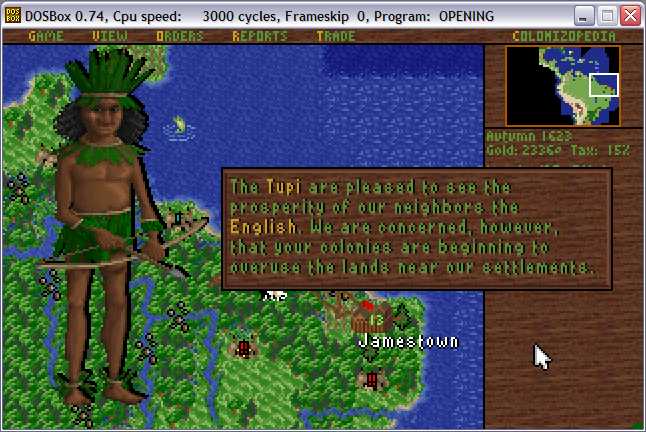 DOS
BOX
DOSBox 0.74, Cpu speed: 3000 cycles, Frameskip 0, Program: OPENING
GAME VIEW ORDERS REPORTS TRADE COLONIZOPEDIA
Autumn 1623
Gold: 2336 Tax: 15%
The Tupi are pleased to see the
prosperity of our neighbors the
English. We are concerned, however,
that your colonies are beginning to
overuse the lands near our settlements.
13
Jamestown